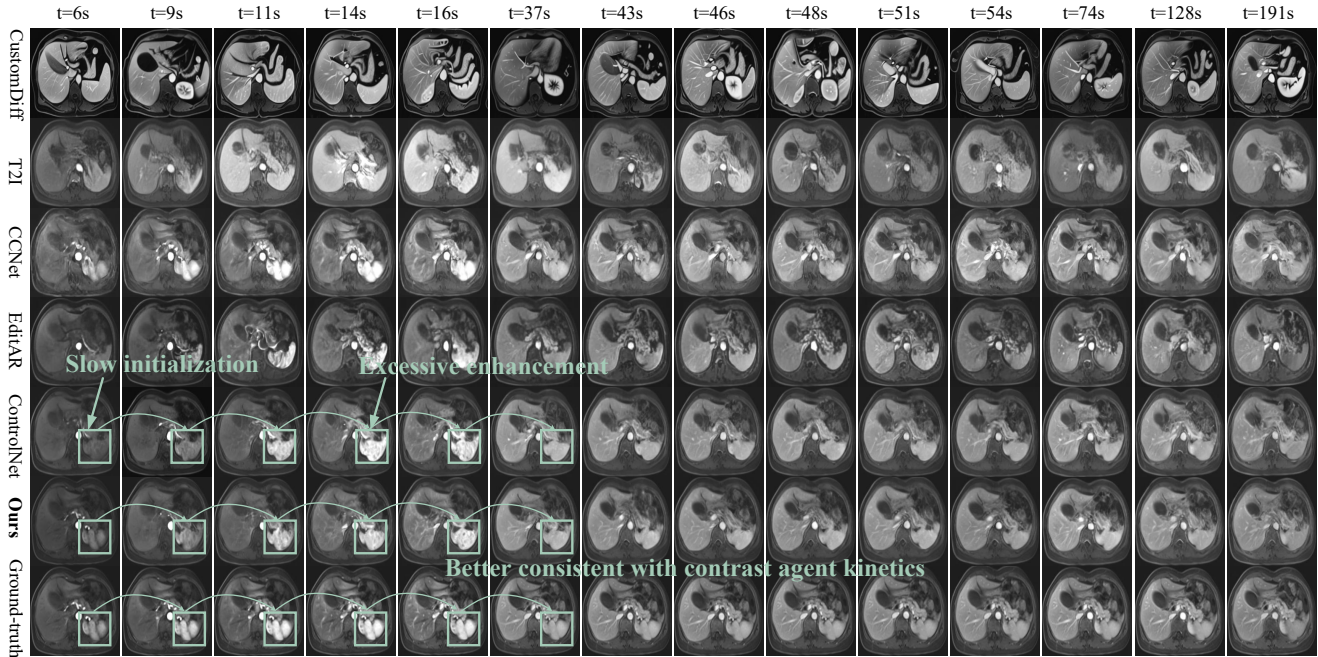 t=6s t=9s t=11s t=14s t=16s t=37s t=43s t=46s t=48s t=51s t=54s t=74s t=128s t=191s
CustomDiff
T2I
CCNet
EditAR
Slow initialization Excessive enhancement
ControlNet
Ours
Better consistent with contrast agent kinetics
Ground-truth